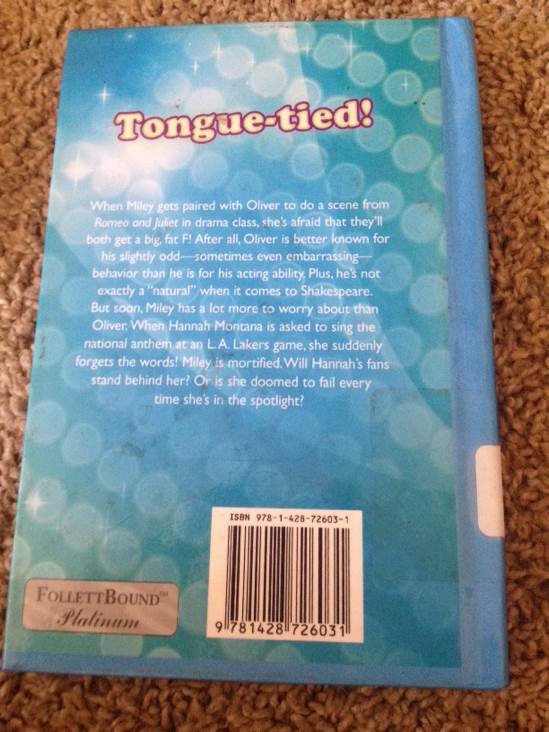 Tongue-tied!
When Miley gets paired with Oliver to do a scene from
Romeo and Juliet in drama class, she's afraid that they'll
both get a big, fat F! After all, Oliver is better known for
his slightly odd—sometimes even embarrassing—
behavior than he is for his acting ability. Plus, he's not
exactly a "natural" when it comes to Shakespeare.
But soon, Miley has a lot more to worry about than
Oliver. When Hannah Montana is asked to sing the
national anthem at an L.A. Lakers game, she suddenly
forgets the words! Miley is mortified. Will Hannah's fans
stand behind her? Or is she doomed to fail every
time she's in the spotlight?
ISBN 978-1-428-72603-1
9 781428 726031
FOLLETTBOUND™
Platinum